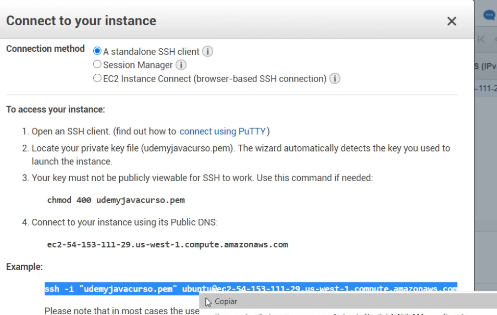 Connect to your instance
Connection method
A standalone SSH client
Session Manager
EC2 Instance Connect (browser-based SSH connection)
To access your instance:
1. Open an SSH client. (find out how to connect using PuTTY)
2. Locate your private key file (udemyjavacurso.pem). The wizard automatically detects the key you used to
launch the instance.
3. Your key must not be publicly viewable for SSH to work. Use this command if needed:
chmod 400 udemyjavacurso.pem
4. Connect to your instance using its Public DNS:
ec2-54-153-111-29.us-west-1.compute.amazonaws.com
Example:
ssh -i "udemyjavacurso.pem" ubuntu@ec2-54-153-111-29.us-west-1.compute.amazonaws.com
Copiar
Please note that in most cases the use